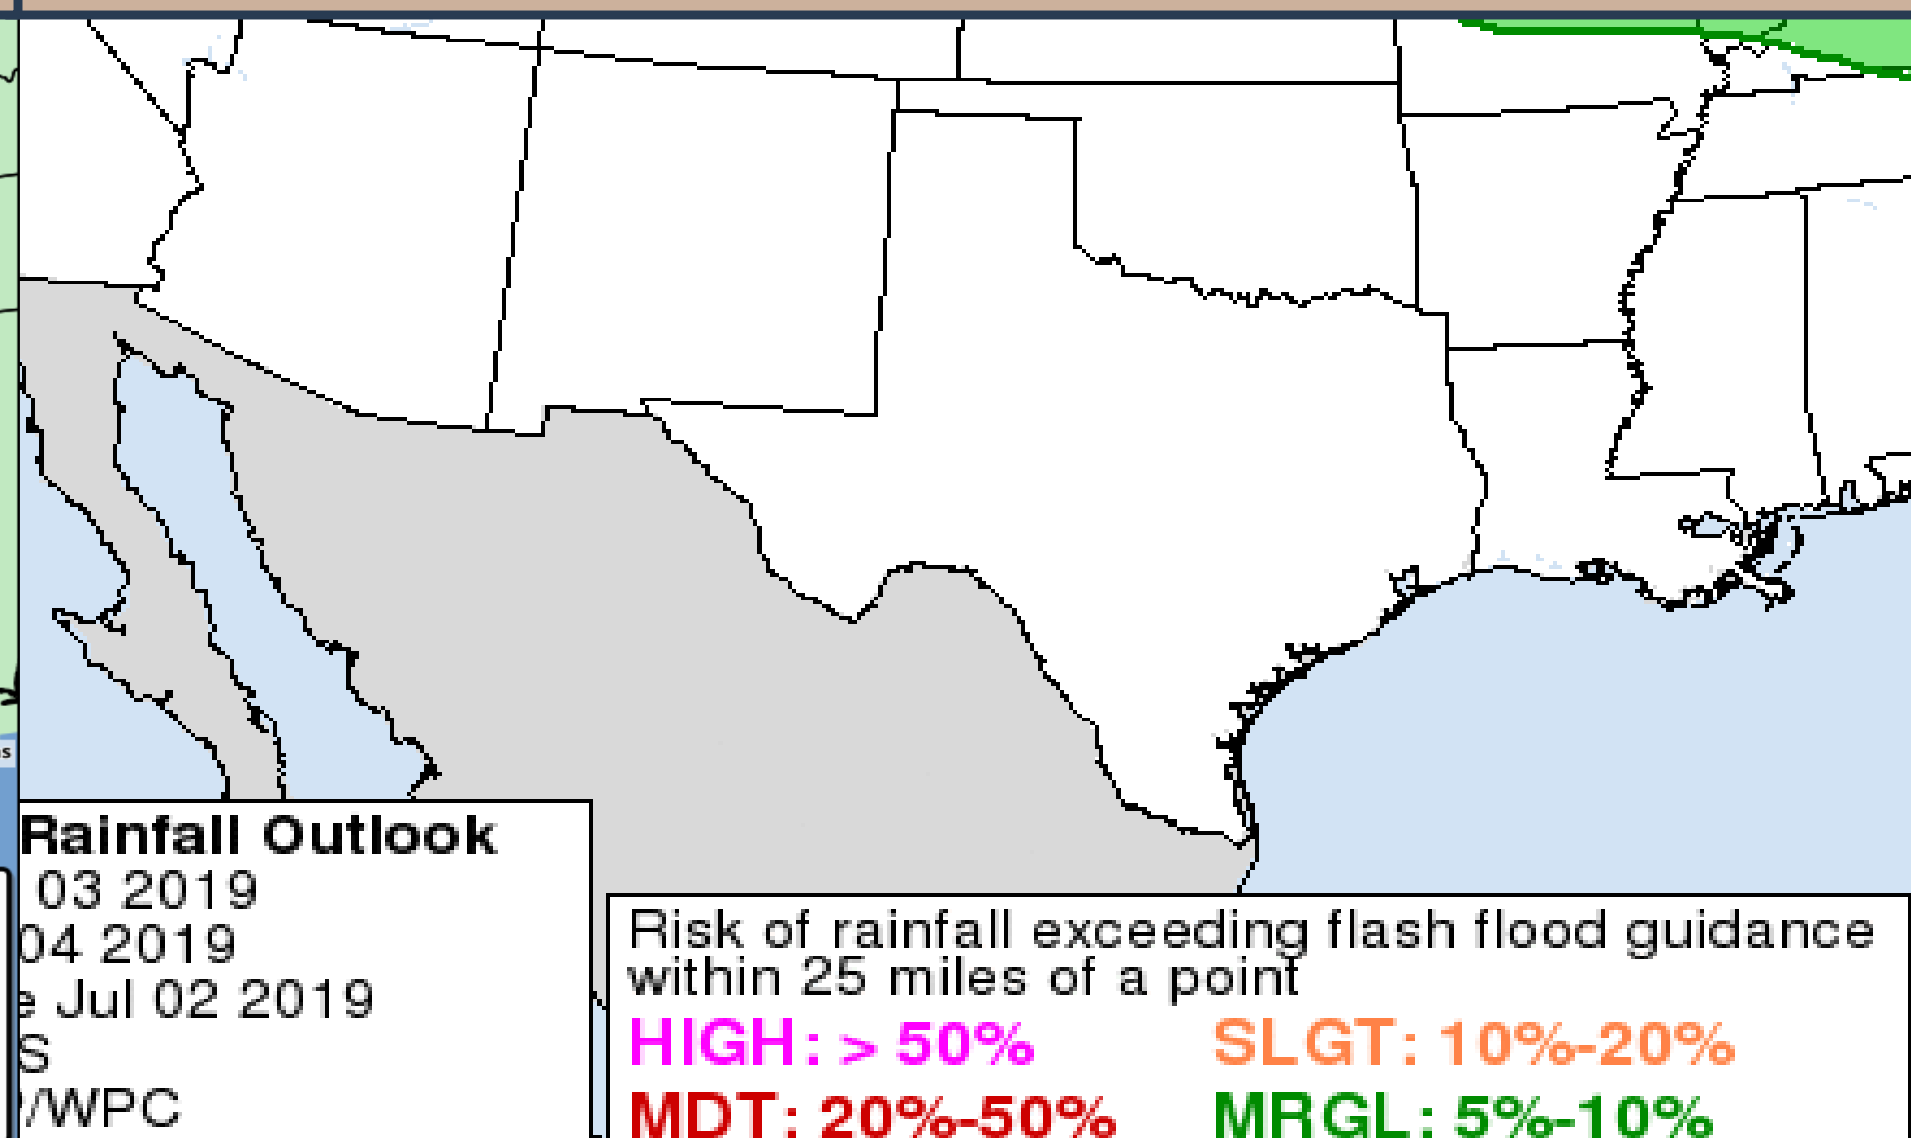 Rainfall Outlook
03 2019
04 2019
Jul 02 2019
/WPC
Risk of rainfall exceeding flash flood guidance
within 25 miles of a point
HIGH: > 50% SLGT: 10%-20%
MDT: 20%-50% MRGL: 5%-10%